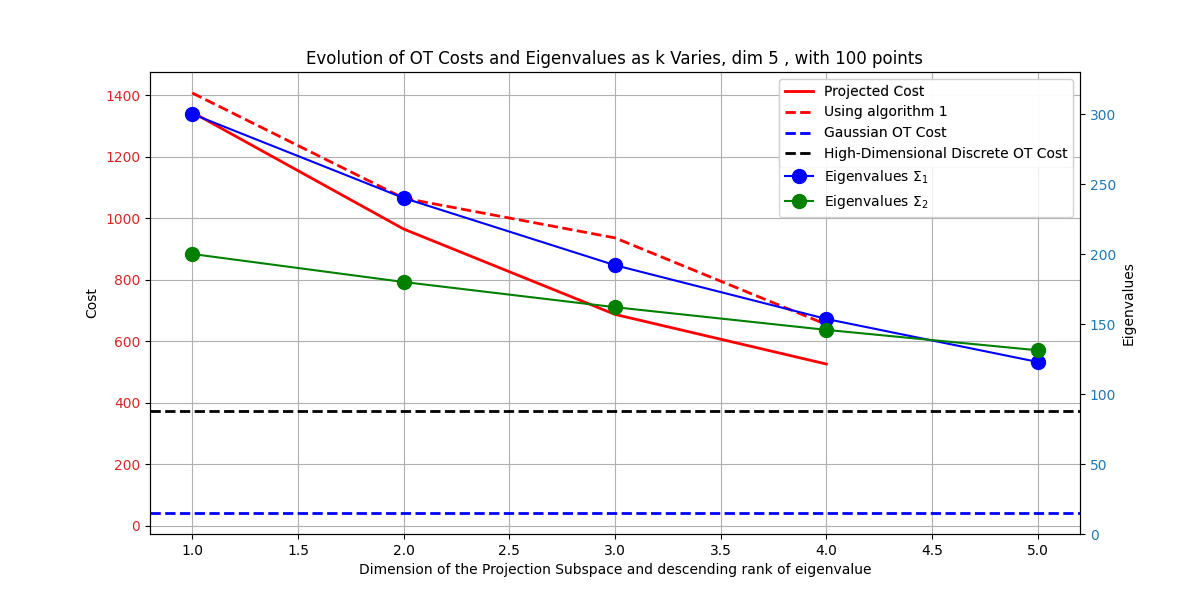 Evolution of OT Costs and Eigenvalues as k Varies, dim 5 , with 100 points
Projected Cost
Using algorithm 1
Gaussian OT Cost
High-Dimensional Discrete OT Cost
Eigenvalues Σ₁
Eigenvalues Σ₂
Cost
1400
1200
1000
800
600
400
200
0
300
250
200
150
100
50
0
Eigenvalues
1.0 1.5 2.0 2.5 3.0 3.5 4.0 4.5 5.0
Dimension of the Projection Subspace and descending rank of eigenvalue